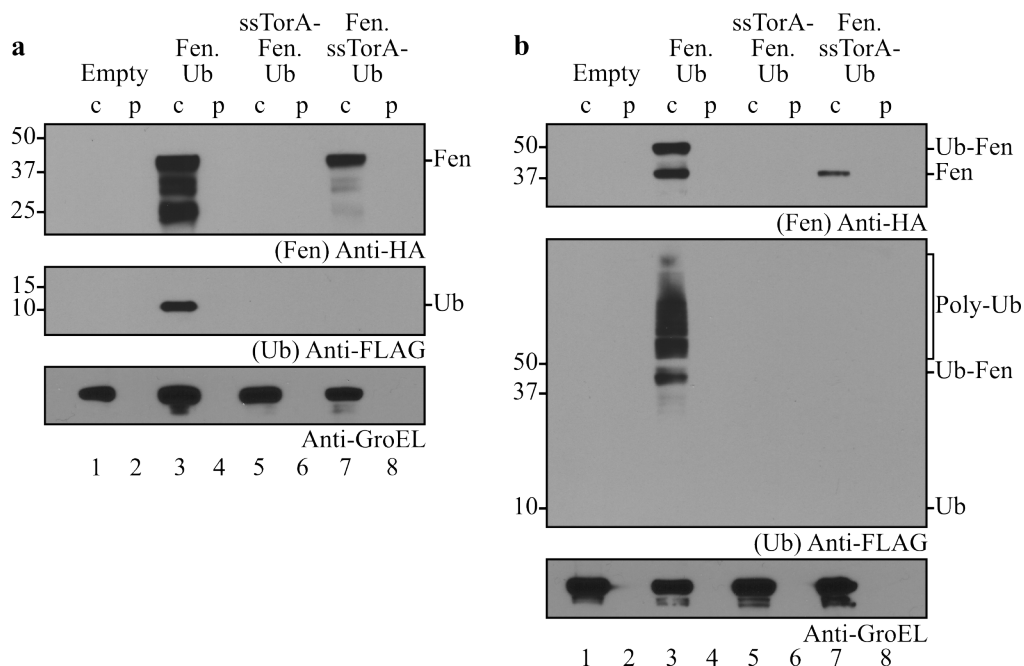 a
Empty
Fen.
Ub
ssTorA-
Fen.
Ub
Fen.
ssTorA-
Ub
c p c p c p c p
50
37
25
Fen
(Fen) Anti-HA
15
10
Ub
(Ub) Anti-FLAG
Anti-GroEL
1 2 3 4 5 6 7 8
b
Empty
Fen.
Ub
ssTorA-
Fen.
Ub
Fen.
ssTorA-
Ub
c p c p c p c p
50
37
Ub-Fen
Fen
(Fen) Anti-HA
Poly-Ub
50
37
Ub-Fen
10
Ub
(Ub) Anti-FLAG
Anti-GroEL
1 2 3 4 5 6 7 8